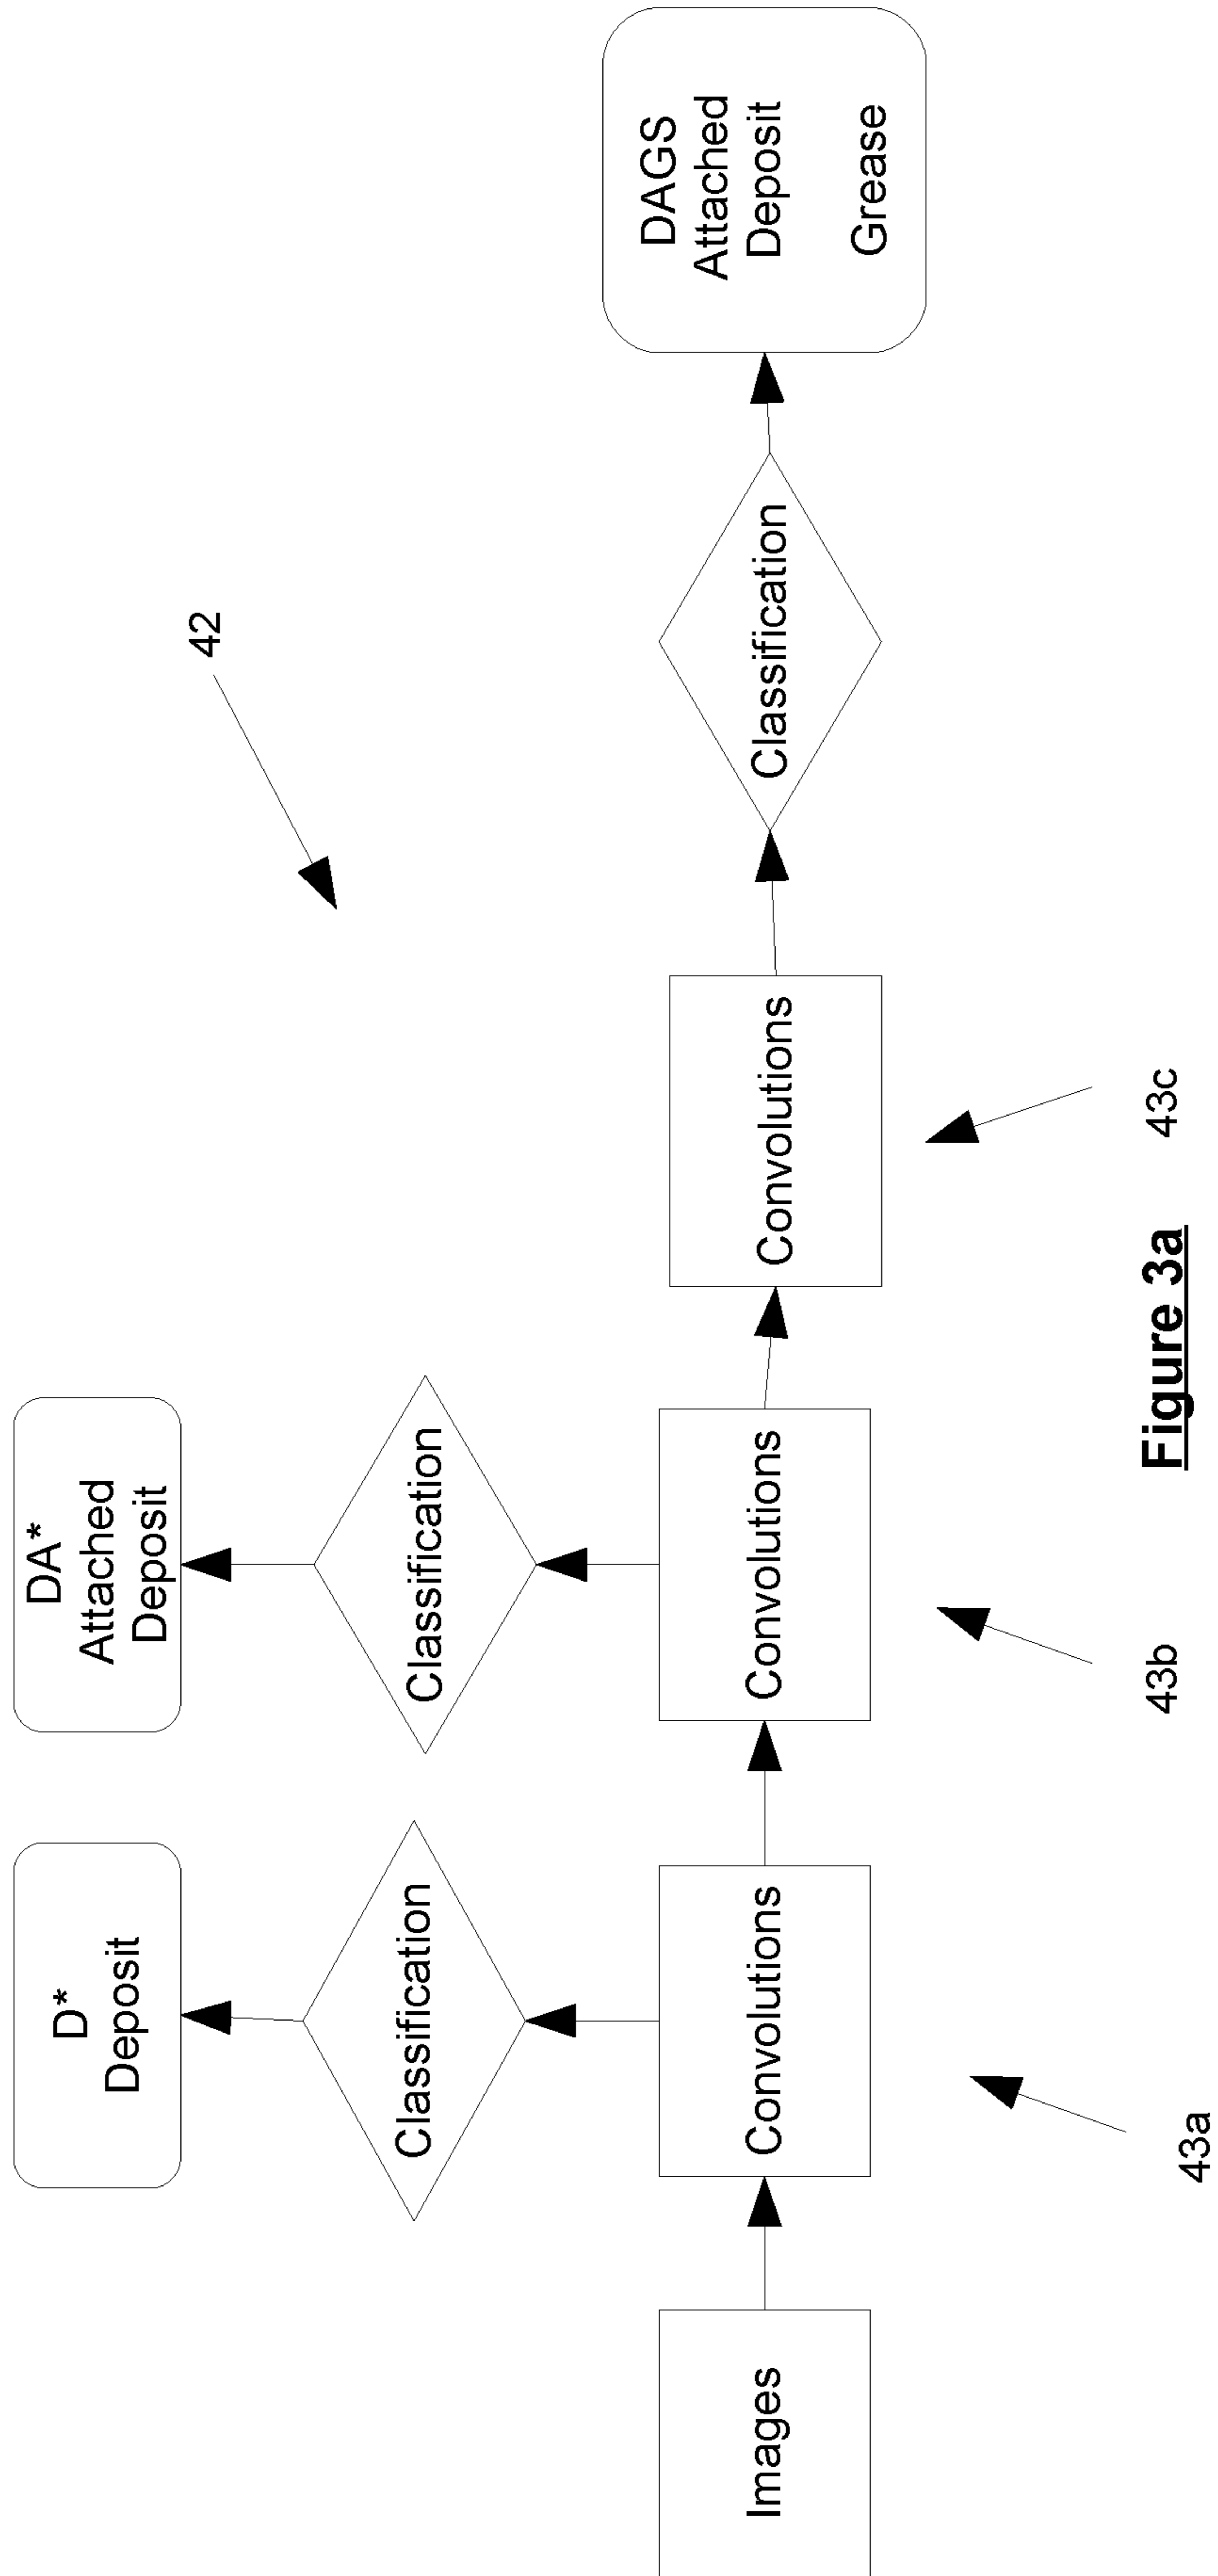 42
D*
Deposit
DA*
Attached
Deposit
Classification
Classification
Images
Convolutions
Convolutions
Convolutions
Classification
DAGS
Attached
Deposit
Grease
43a
43b
43c
Figure 3a